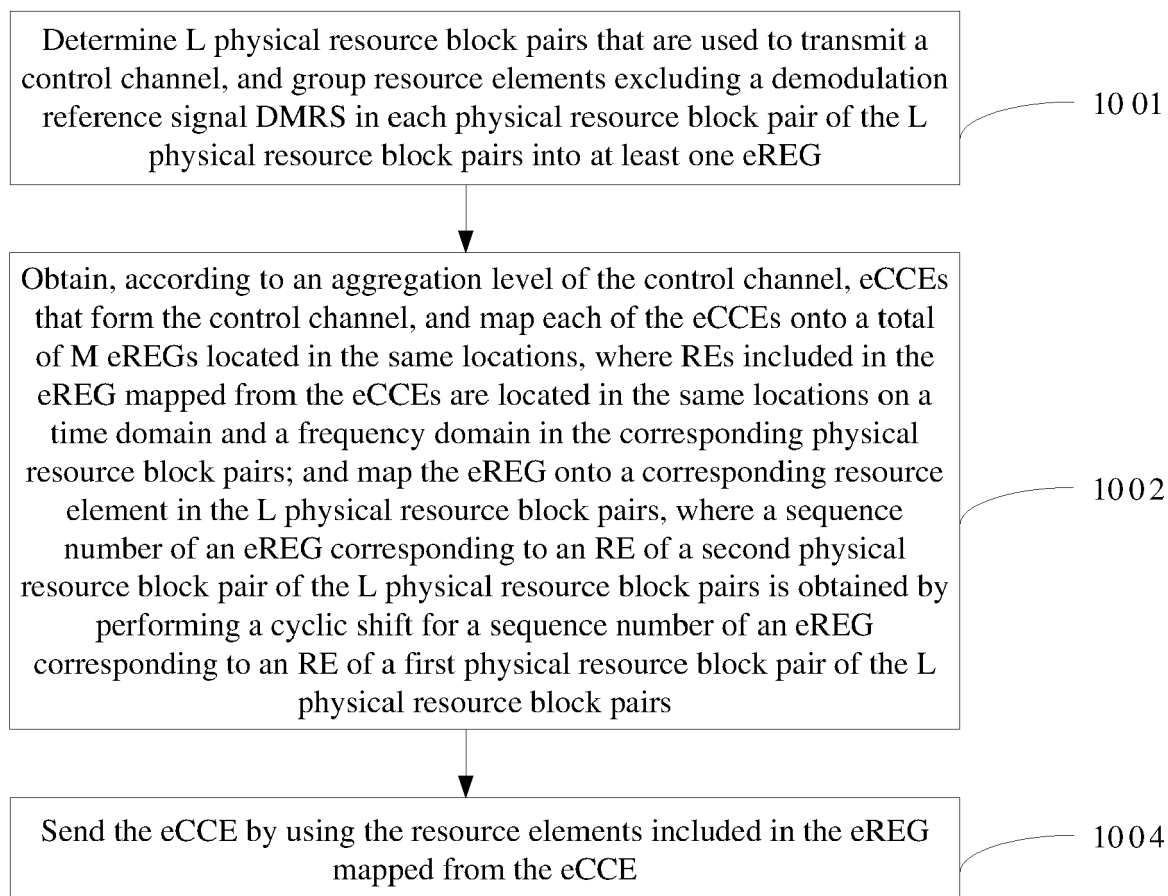 Determine L physical resource block pairs that are used to transmit a
control channel, and group resource elements excluding a demodulation
reference signal DMRS in each physical resource block pair of the L
physical resource block pairs into at least one eREG
1001
Obtain, according to an aggregation level of the control channel, eCCEs
that form the control channel, and map each of the eCCEs onto a total
of M eREGs located in the same locations, where REs included in the
eREG mapped from the eCCEs are located in the same locations on a
time domain and a frequency domain in the corresponding physical
resource block pairs; and map the eREG onto a corresponding resource
element in the L physical resource block pairs, where a sequence
number of an eREG corresponding to an RE of a second physical
resource block pair of the L physical resource block pairs is obtained by
performing a cyclic shift for a sequence number of an eREG
corresponding to an RE of a first physical resource block pair of the L
physical resource block pairs
1002
Send the eCCE by using the resource elements included in the eREG
mapped from the eCCE
1004